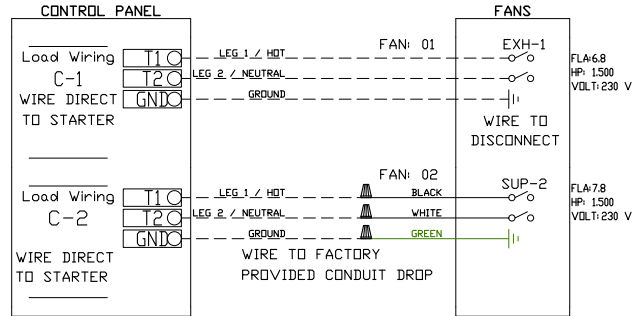 CONTROL PANEL
FANS
Load Wiring
C-1
WIRE DIRECT
TO STARTER
T1
T2
GND
LEG 1 / HOT
LEG 2 / NEUTRAL
GROUND
FAN: 01
EXH-1
WIRE TO
DISCONNECT
FLA:6.8
HP: 1.500
VOLT: 230 V
Load Wiring
C-2
WIRE DIRECT
TO STARTER
T1
T2
GND
LEG 1 / HOT
LEG 2 / NEUTRAL
GROUND
FAN: 02
BLACK
WHITE
GREEN
WIRE TO FACTORY
PROVIDED CONDUIT DROP
SUP-2
FLA:7.8
HP: 1.500
VOLT: 230 V